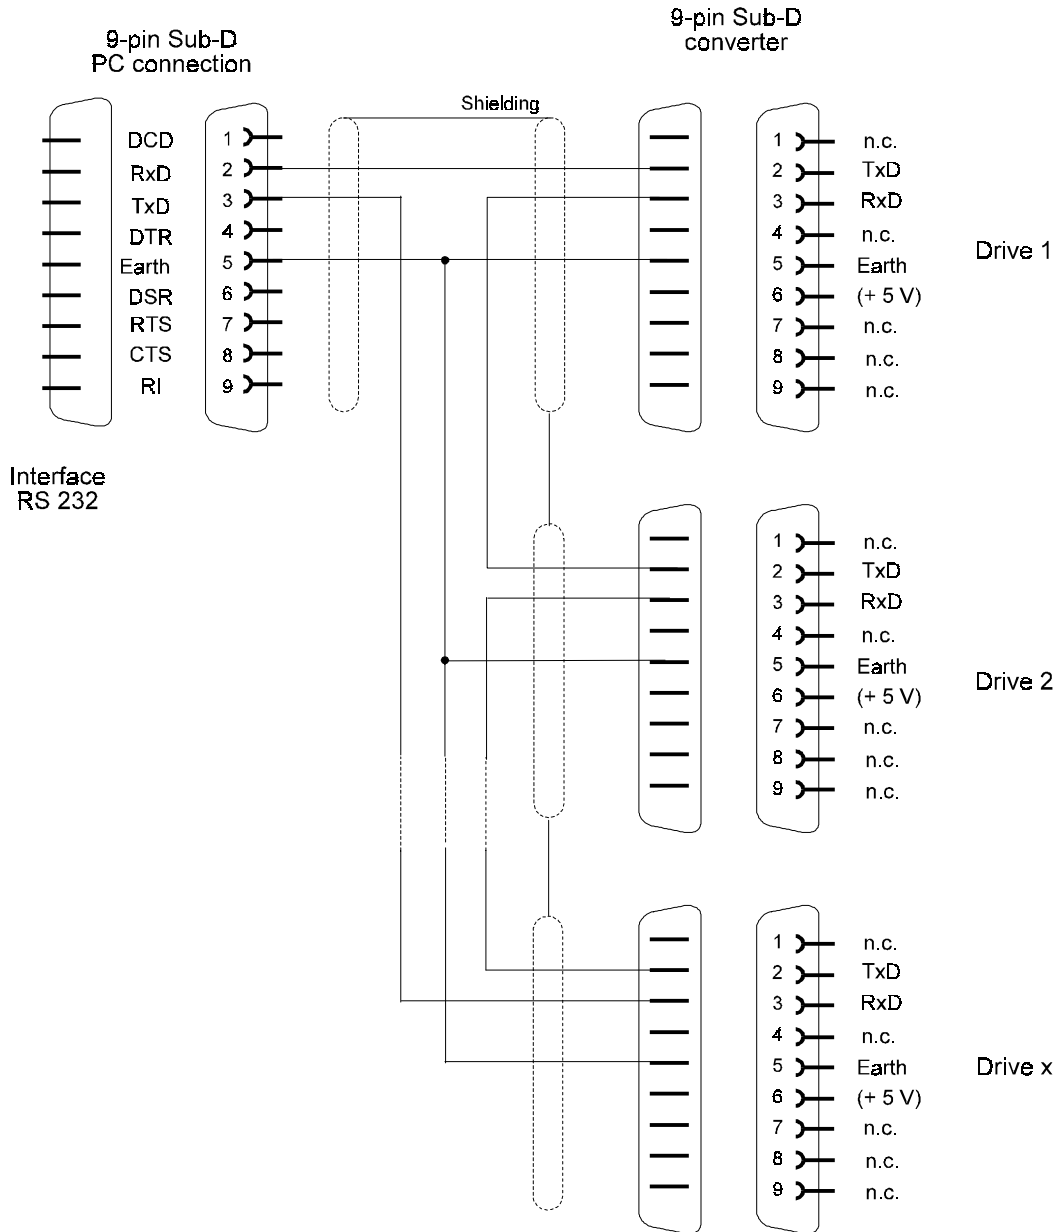 9-pin Sub-D
PC connection
9-pin Sub-D
converter
Shielding
DCD 1
RxD 2
TxD 3
DTR 4
Earth 5
DSR 6
RTS 7
CTS 8
RI 9
Interface
RS 232
1 n.c.
2 TxD
3 RxD
4 n.c.
5 Earth
6 (+ 5 V)
7 n.c.
8 n.c.
9 n.c.
Drive 1
1 n.c.
2 TxD
3 RxD
4 n.c.
5 Earth
6 (+ 5 V)
7 n.c.
8 n.c.
9 n.c.
Drive 2
1 n.c.
2 TxD
3 RxD
4 n.c.
5 Earth
6 (+ 5 V)
7 n.c.
8 n.c.
9 n.c.
Drive x